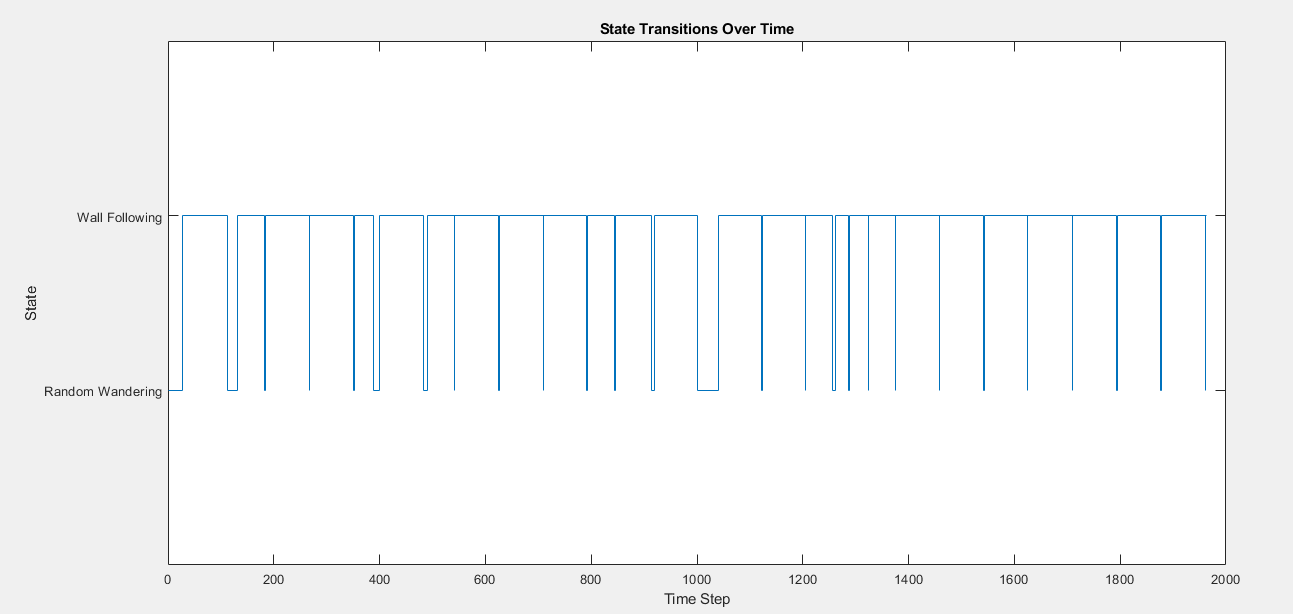 State Transitions Over Time
Wall Following
State
Random Wandering
0 200 400 600 800 1000 1200 1400 1600 1800 2000
Time Step